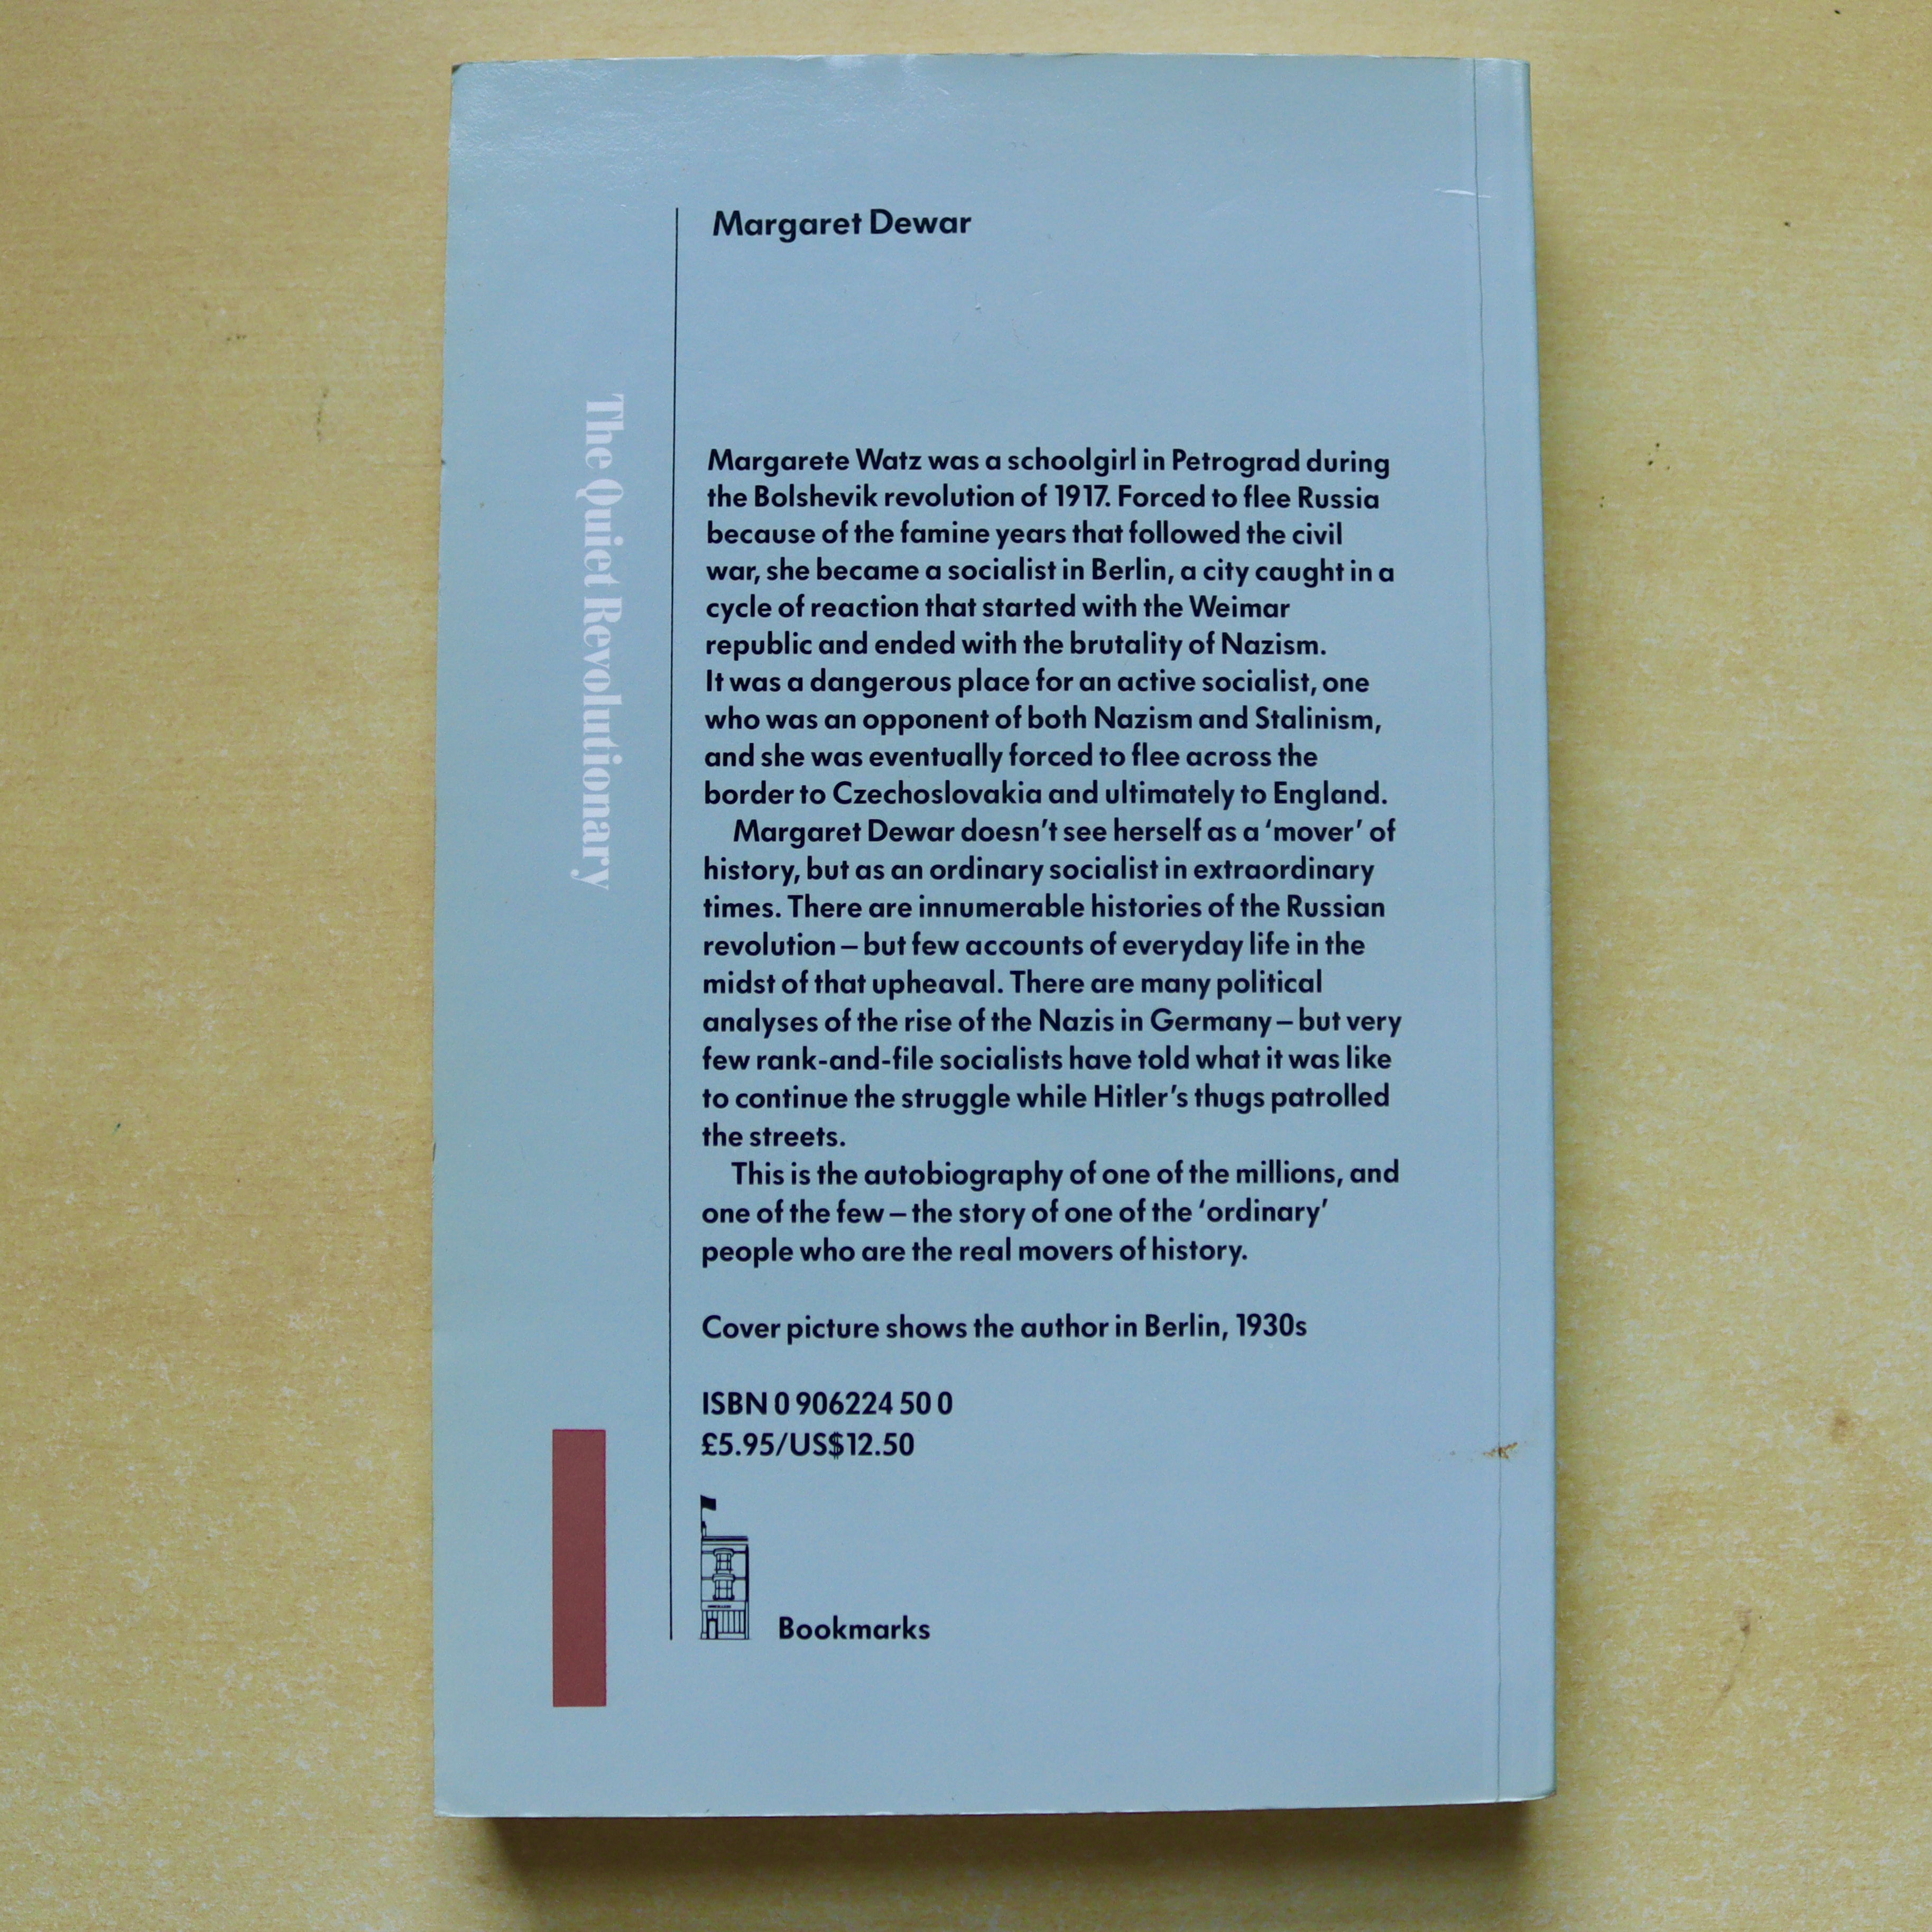 Margaret Dewar
The Quiet Revolutionary
Margarete Watz was a schoolgirl in Petrograd during
the Bolshevik revolution of 1917. Forced to flee Russia
because of the famine years that followed the civil
war, she became a socialist in Berlin, a city caught in a
cycle of reaction that started with the Weimar
republic and ended with the brutality of Nazism.
It was a dangerous place for an active socialist, one
who was an opponent of both Nazism and Stalinism,
and she was eventually forced to flee across the
border to Czechoslovakia and ultimately to England.
Margaret Dewar doesn't see herself as a ‘mover’ of
history, but as an ordinary socialist in extraordinary
times. There are innumerable histories of the Russian
revolution – but few accounts of everyday life in the
midst of that upheaval. There are many political
analyses of the rise of the Nazis in Germany – but very
few rank-and-file socialists have told what it was like
to continue the struggle while Hitler's thugs patrolled
the streets.
This is the autobiography of one of the millions, and
one of the few – the story of one of the ‘ordinary’
people who are the real movers of history.
Cover picture shows the author in Berlin, 1930s
ISBN 0 906224 50 0
£5.95/US$12.50
Bookmarks